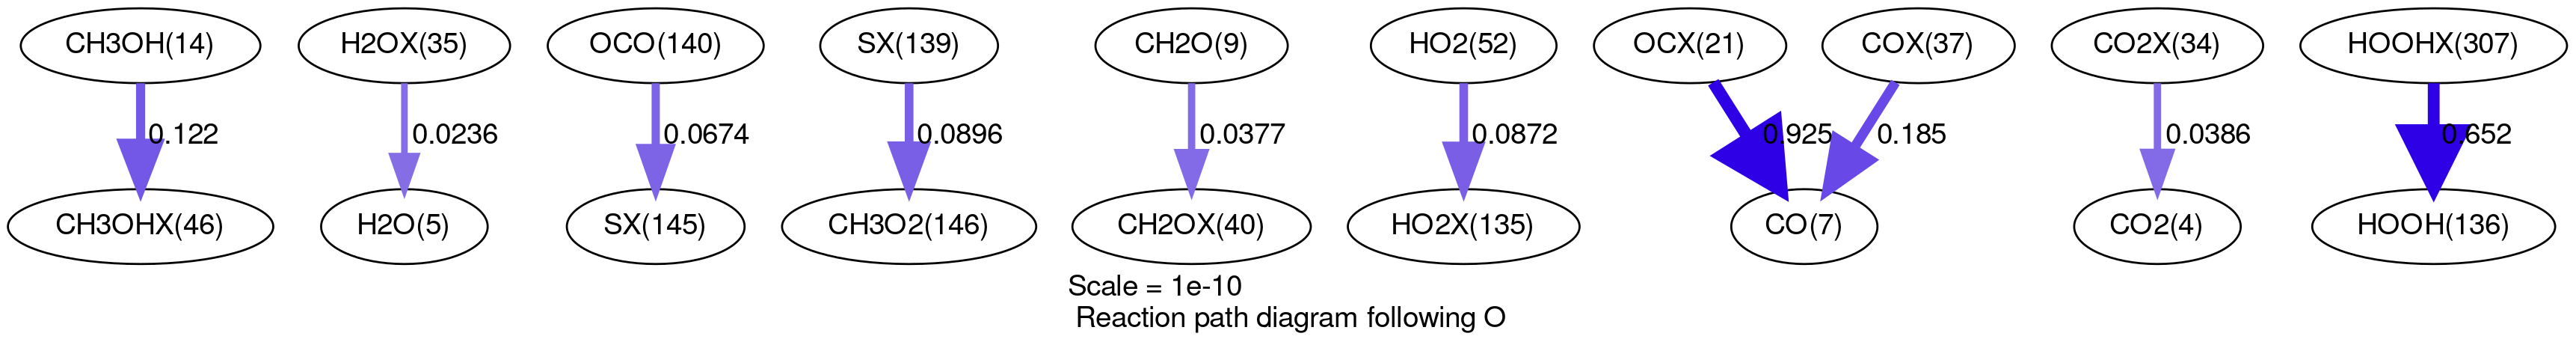 CH3OH(14)
H2OX(35)
OCO(140)
SX(139)
CH2O(9)
HO2(52)
OCX(21)
COX(37)
CO2X(34)
HOOHX(307)
0.122
0.0236
0.0674
0.0896
0.0377
0.0872
0.925
0.185
0.0386
0.652
CH3OHX(46)
H2O(5)
SX(145)
CH3O2(146)
CH2OX(40)
HO2X(135)
CO(7)
CO2(4)
HOOH(136)
Scale = 1e-10
Reaction path diagram following O